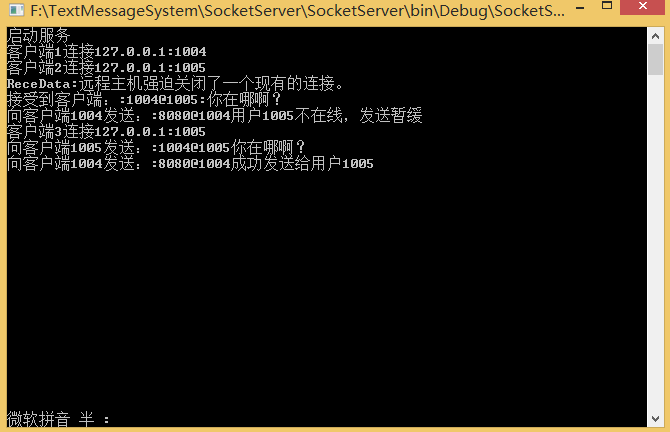 F:\TextMessageSystem\SocketServer\SocketServer\bin\Debug\SocketS...
启动服务
客户端1连接127.0.0.1:1004
客户端2连接127.0.0.1:1005
ReceData:远程主机强迫关闭了一个现有的连接。
接受到客户端：:1004@1005:你在哪啊？
向客户端1004发送：:8080@1004用户1005不在线，发送暂缓
客户端3连接127.0.0.1:1005
向客户端1005发送：:1004@1005你在哪啊？
向客户端1004发送：:8080@1004成功发送给用户1005
微软拼音 半 :